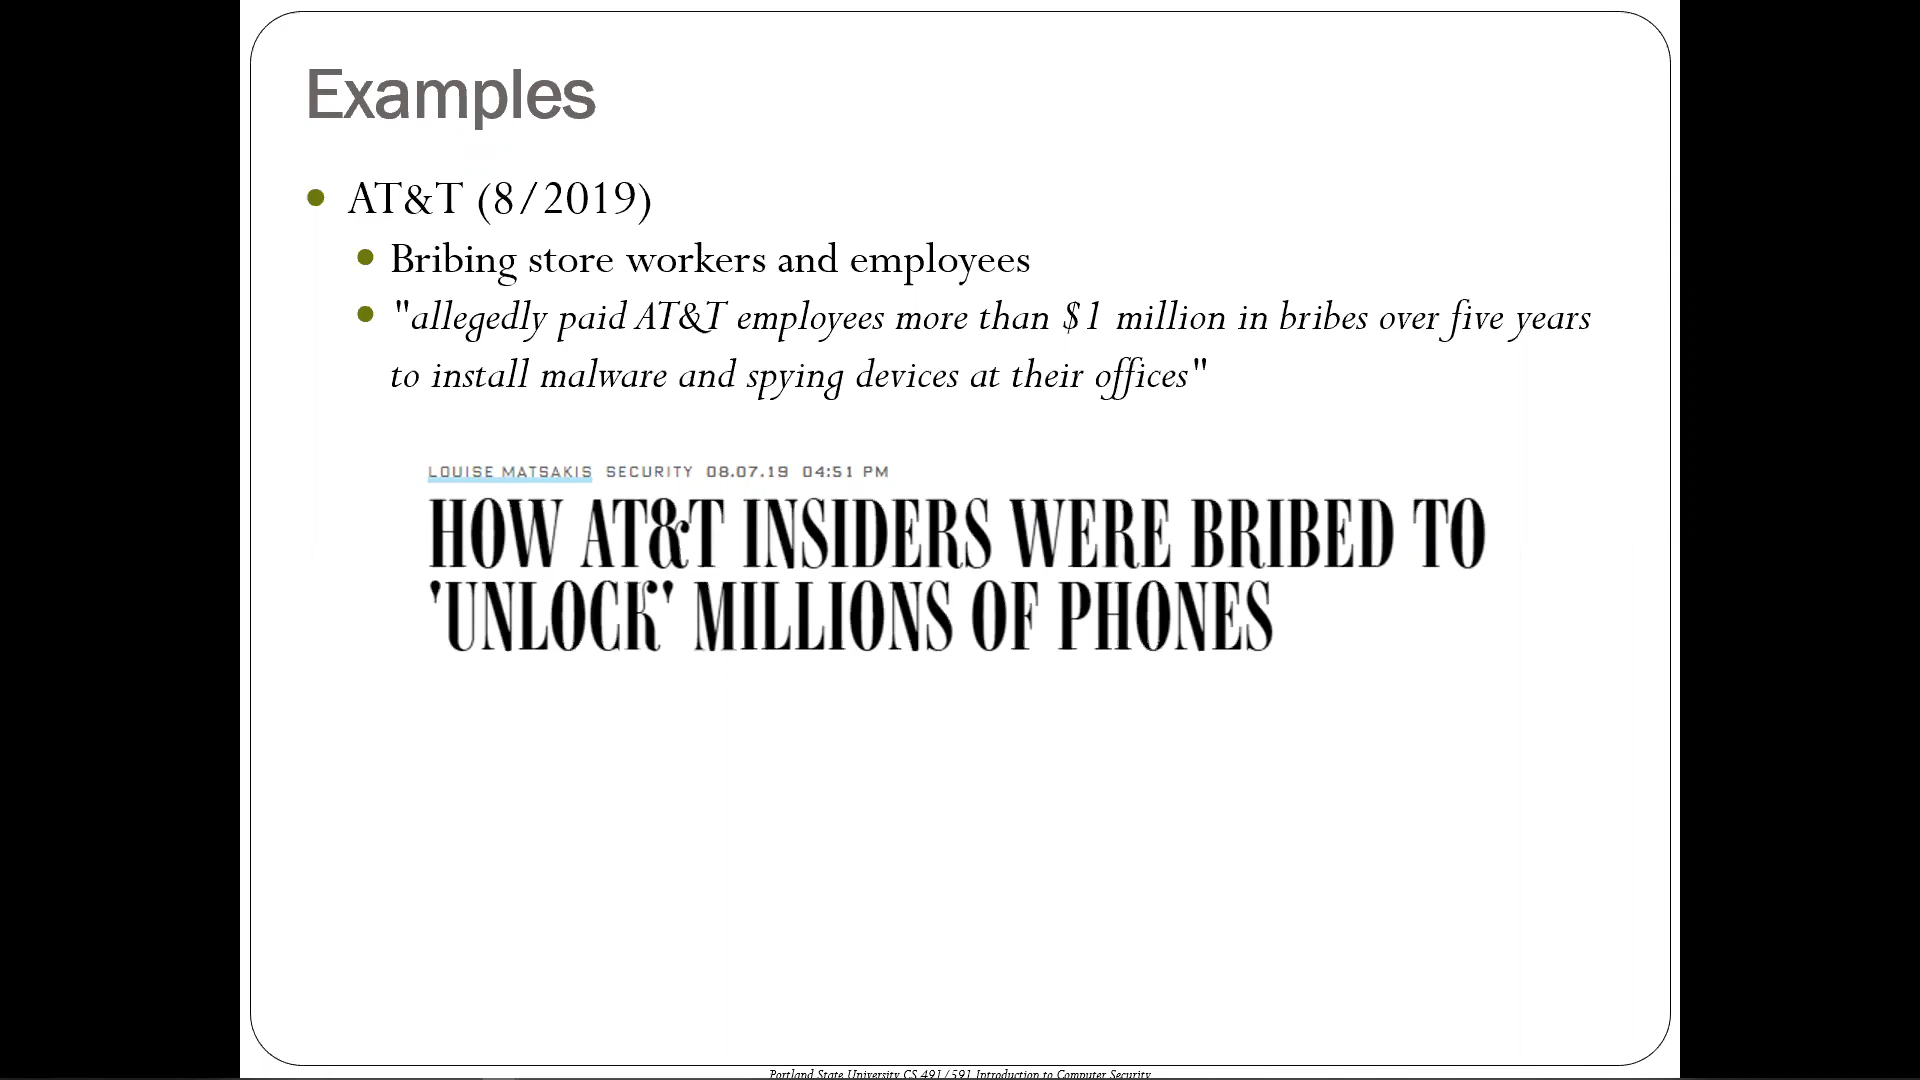 Examples
AT&T (8/2019)
Bribing store workers and employees
"allegedly paid AT&T employees more than $1 million in bribes over five years
to install malware and spying devices at their offices"
LOUISE MATSAKIS SECURITY 08.07.19 04:51 PM
HOW AT&T INSIDERS WERE BRIBED TO
'UNLOCK' MILLIONS OF PHONES
Portland State University CS 491/591 Introduction to Computer Security